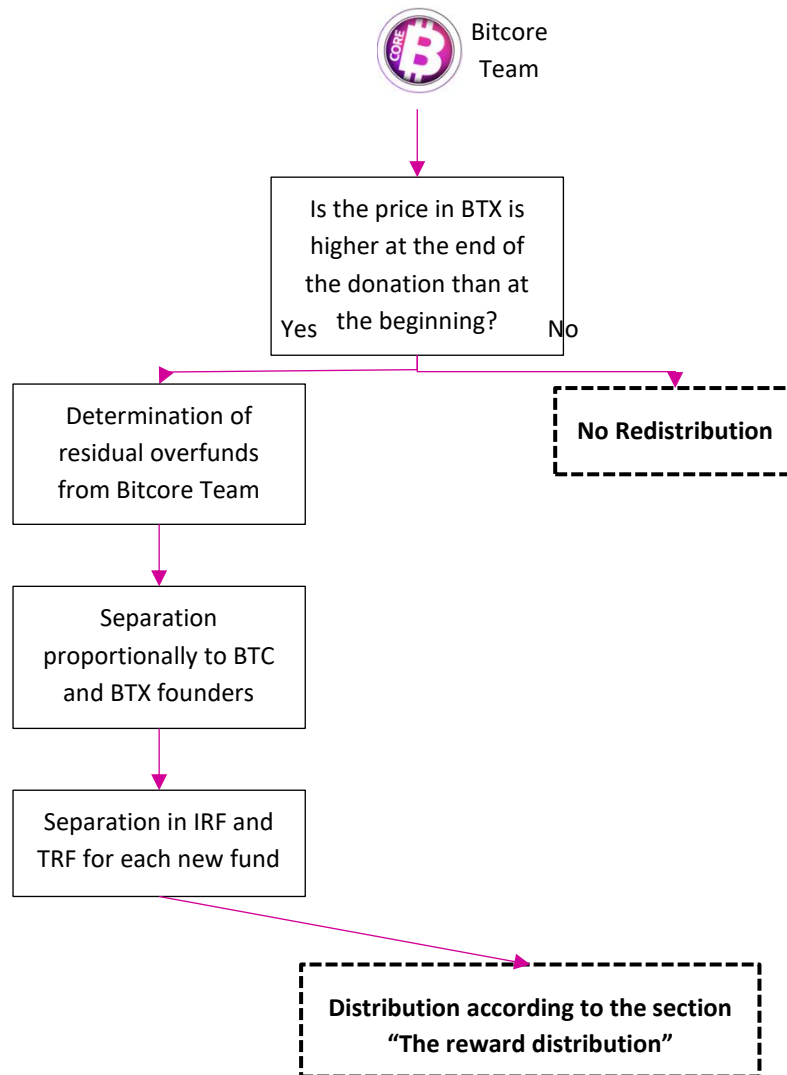 CORE
B
Bitcore
Team
Is the price in BTX is
higher at the end of
the donation than at
the beginning?
Yes
No
Determination of
residual overfunds
from Bitcore Team
No Redistribution
Separation
proportionally to BTC
and BTX founders
Separation in IRF and
TRF for each new fund
Distribution according to the section
“The reward distribution”